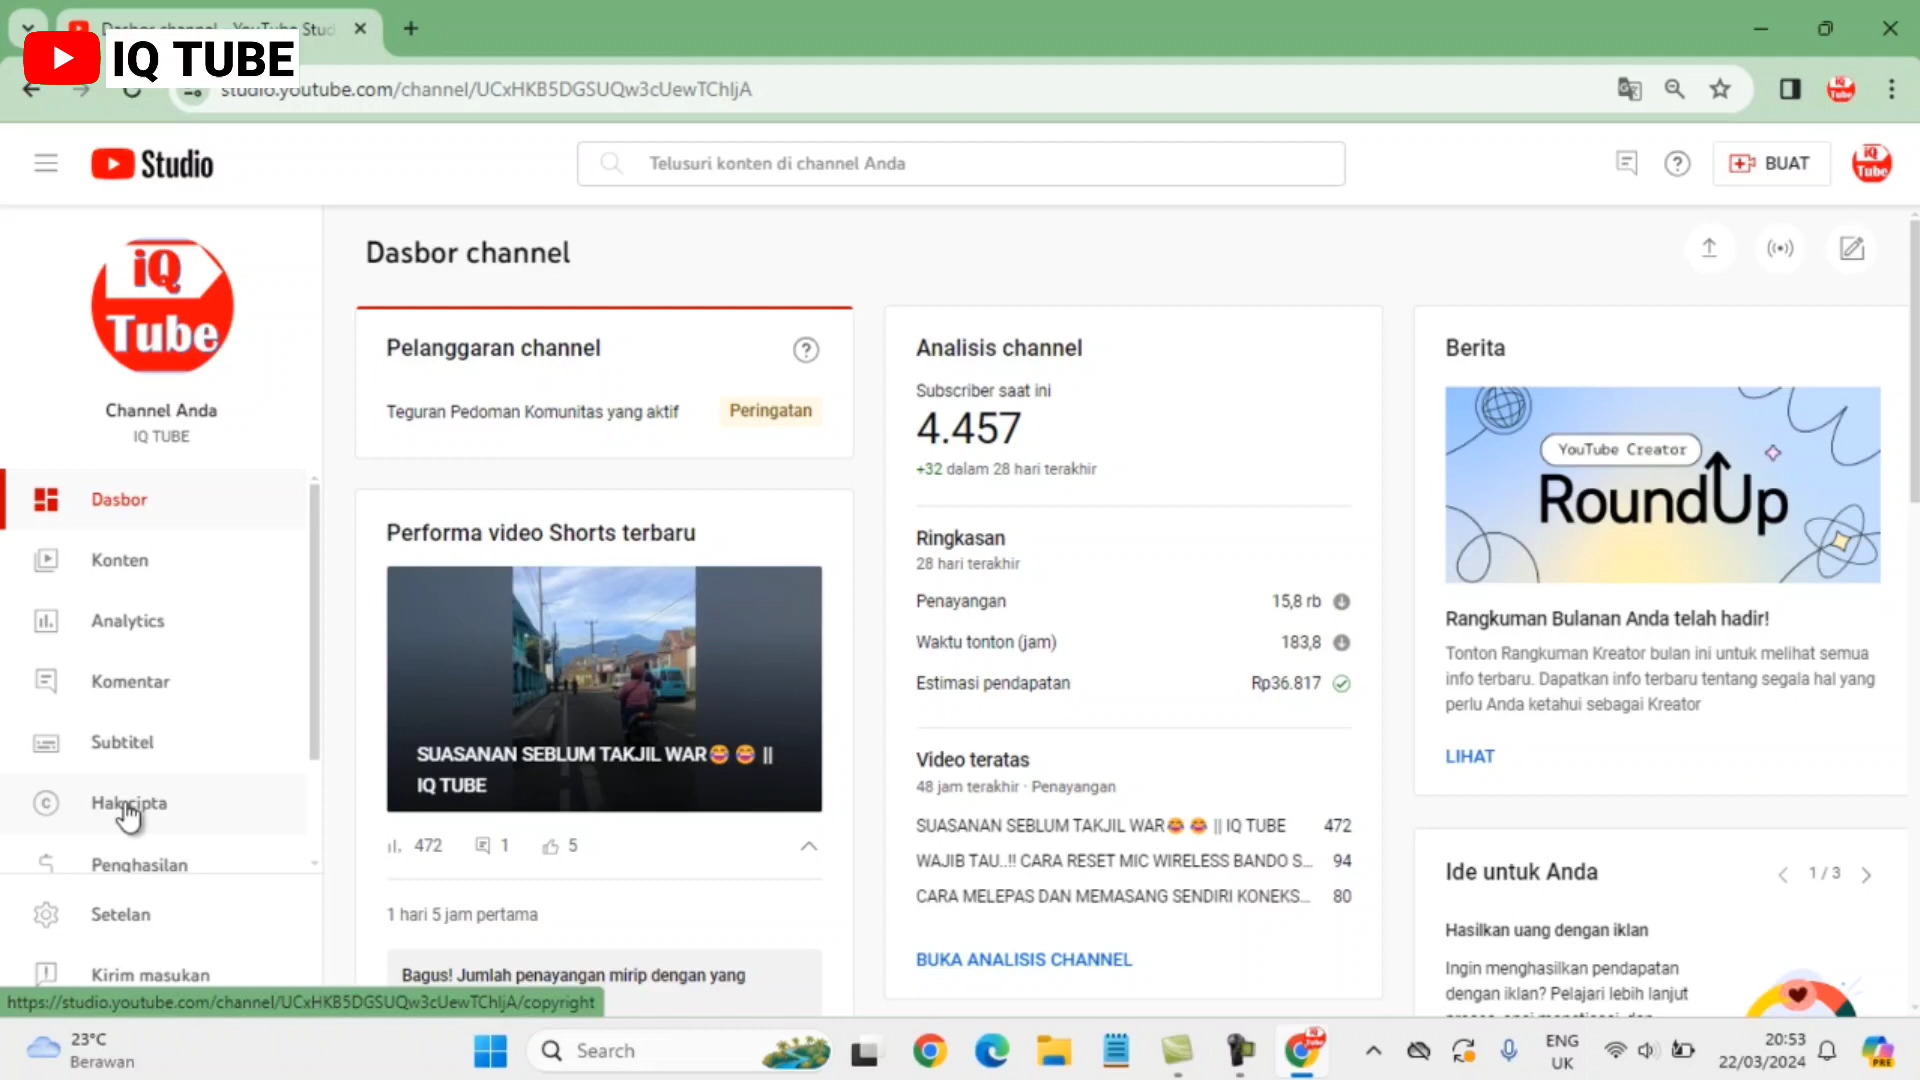 Dasbor channel - YouTube Stud
IQ TUBE
studio.youtube.com/channel/UCxHKB5DGSUQw3cUewTChljA
Studio
Telusuri konten di channel Anda
BUAT
iQ
Tube
iQ
Tube
Channel Anda
IQ TUBE
Dasbor
Konten
Analytics
Komentar
Subtitel
Hak cipta
Penghasilan
Setelan
Kirim masukan
https://studio.youtube.com/channel/UCxHKB5DGSUQw3cUewTChljA/copyright
Dasbor channel
Pelanggaran channel
Teguran Pedoman Komunitas yang aktif Peringatan
Performa video Shorts terbaru
SUASANAN SEBLUM TAKJIL WAR😂 😂 ||
IQ TUBE
472 1 5
1 hari 5 jam pertama
Bagus! Jumlah penayangan mirip dengan yang
Analisis channel
Subscriber saat ini
4.457
+32 dalam 28 hari terakhir
Ringkasan
28 hari terakhir
Penayangan 15,8 rb
Waktu tonton (jam) 183,8
Estimasi pendapatan Rp36.817
Video teratas
48 jam terakhir · Penayangan
SUASANAN SEBLUM TAKJIL WAR😂 😂 || IQ TUBE 472
WAJIB TAU..!! CARA RESET MIC WIRELESS BANDO S... 94
CARA MELEPAS DAN MEMASANG SENDIRI KONEKS... 80
BUKA ANALISIS CHANNEL
Berita
YouTube Creator
RoundUp
Rangkuman Bulanan Anda telah hadir!
Tonton Rangkuman Kreator bulan ini untuk melihat semua
info terbaru. Dapatkan info terbaru tentang segala hal yang
perlu Anda ketahui sebagai Kreator
LIHAT
Ide untuk Anda 1 / 3
Hasilkan uang dengan iklan
Ingin menghasilkan pendapatan
dengan iklan? Pelajari lebih lanjut
23°C
Berawan
Search
ENG
UK
20:53
22/03/2024
PRE